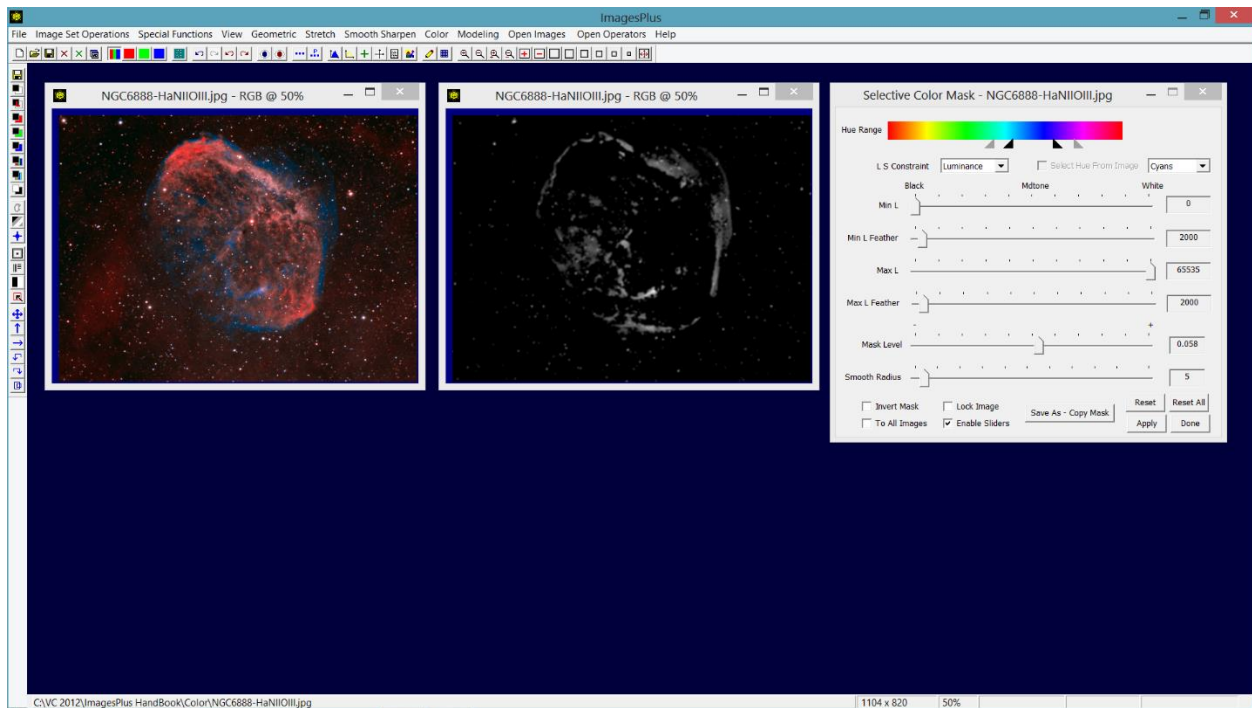 ImagesPlus
File Image Set Operations Special Functions View Geometric Stretch Smooth Sharpen Color Modeling Open Images Open Operators Help
NGC6888-HaNIIOIII.jpg - RGB @ 50%
NGC6888-HaNIIOIII.jpg - RGB @ 50%
Selective Color Mask - NGC6888-HaNIIOIII.jpg
Hue Range
L S Constraint Luminance Select Hue From Image Cyans
Black Mdtone White
Min L 0
Min L Feather 2000
Max L 65535
Max L Feather 2000
- +
Mask Level 0.058
Smooth Radius 5
Invert Mask Lock Image Save As - Copy Mask Reset Reset All
To All Images Enable Sliders Apply Done
C:\VC 2012\ImagesPlus HandBook\Color\NGC6888-HaNIIOIII.jpg 1104 x 820 50%